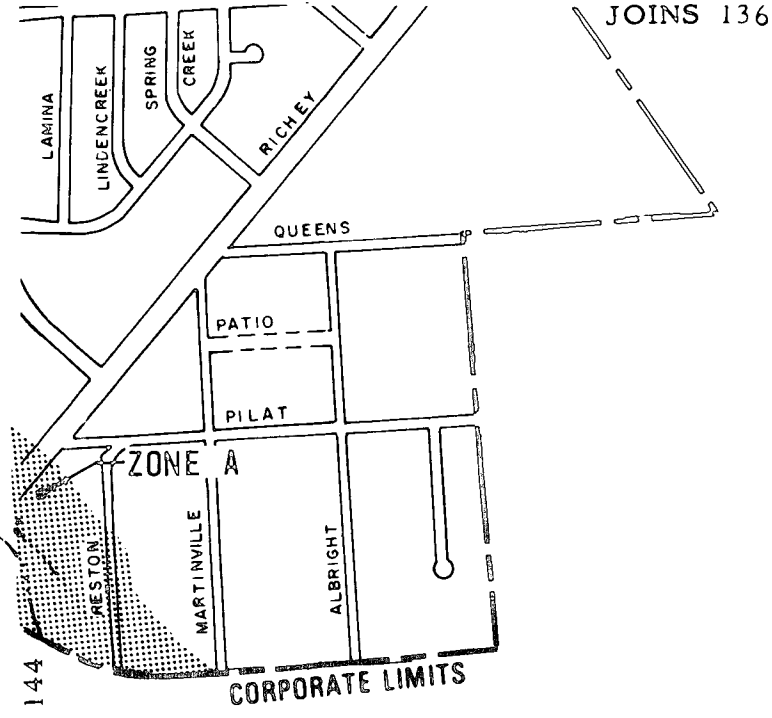 JOINS 136
LAMINA
LINDENCREEK
SPRING
CREEK
RICHEY
QUEENS
PATIO
PILAT
ZONE A
RESTON
MARTINVILLE
ALBRIGHT
144
CORPORATE LIMITS